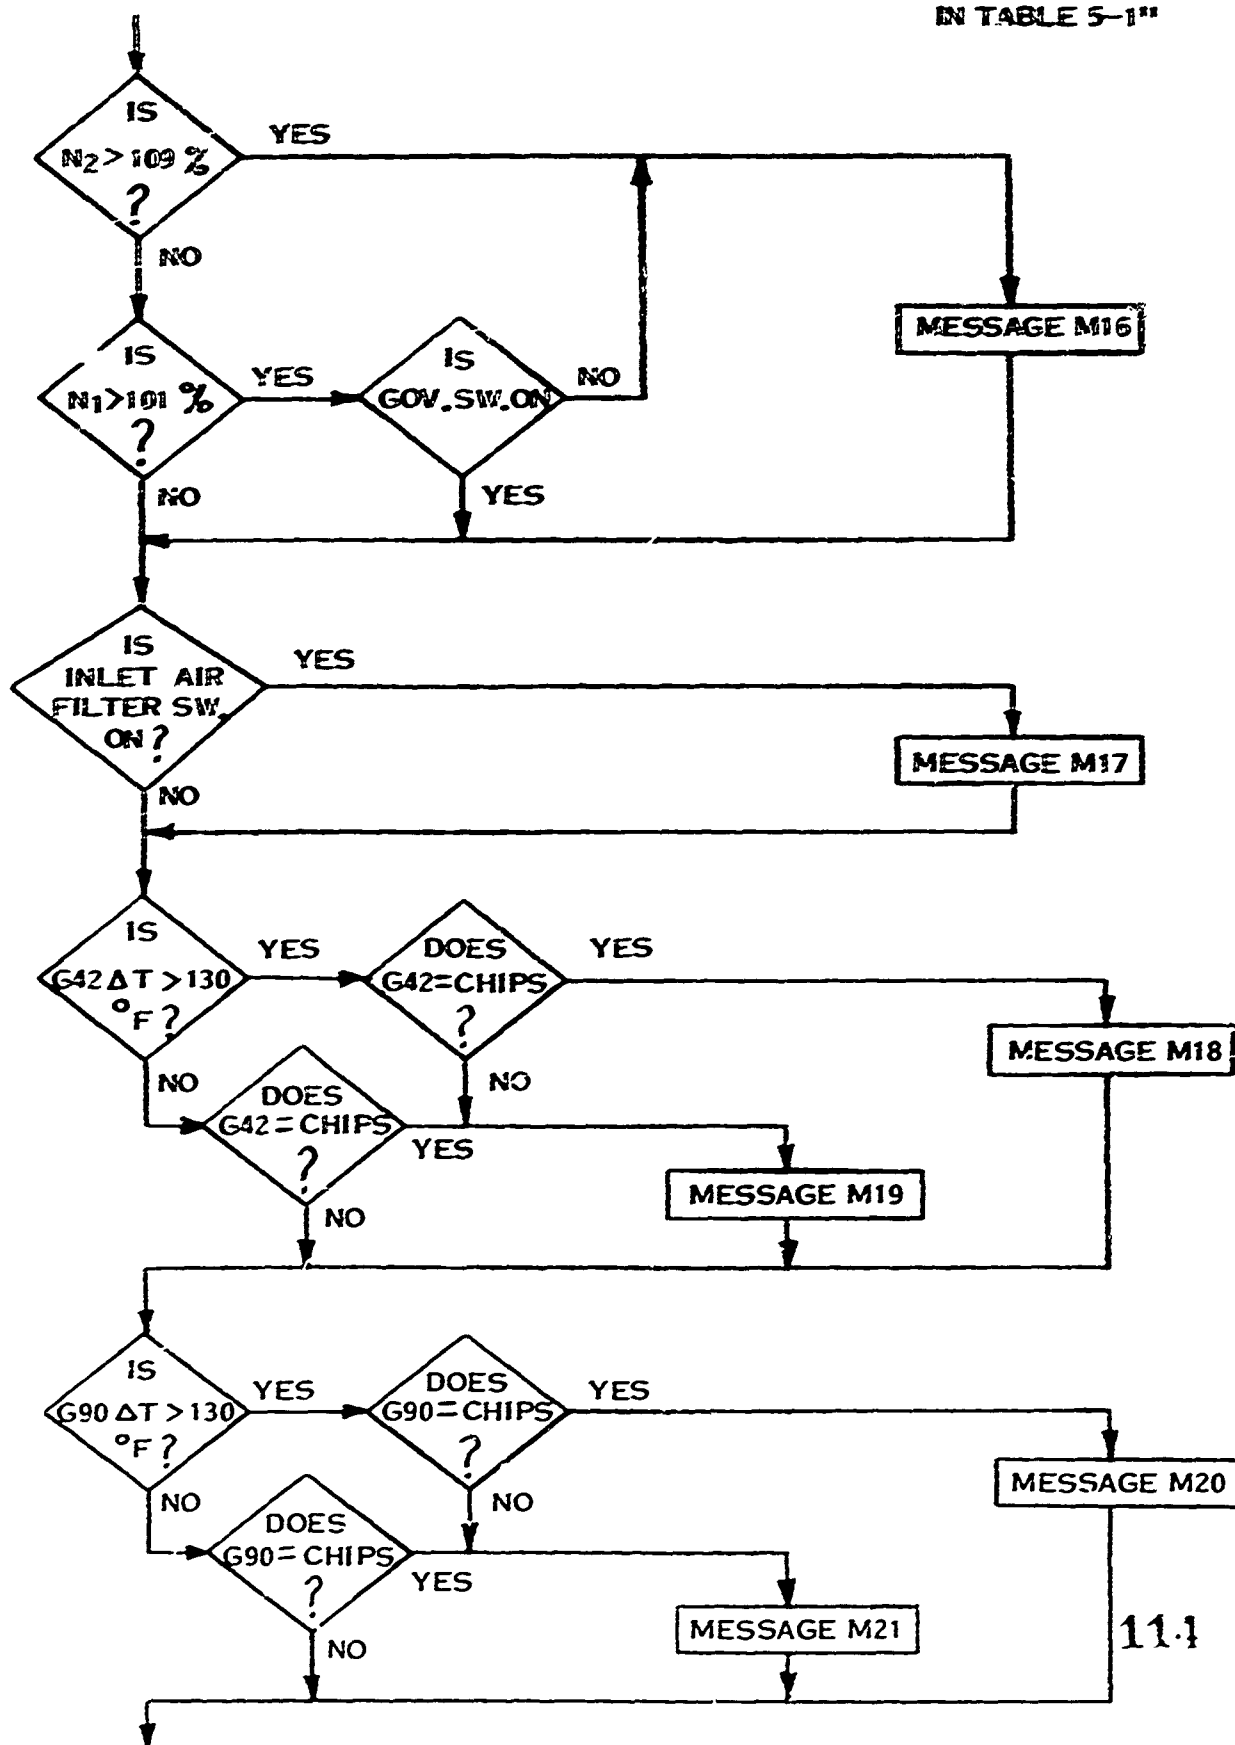 IN TABLE 5-1"
IS
N2 > 109 %
?
YES
NO
IS
N1>101 %
?
YES
NO
IS
GOV.SW.ON
NO
YES
MESSAGE M16
IS
INLET AIR
FILTER SW.
ON?
YES
NO
MESSAGE M17
IS
G42 ΔT >130
°F ?
YES
NO
DOES
G42=CHIPS
?
YES
NO
MESSAGE M18
DOES
G42=CHIPS
?
YES
NO
MESSAGE M19
IS
G90 ΔT >130
°F ?
YES
NO
DOES
G90=CHIPS
?
YES
NO
MESSAGE M20
DOES
G90=CHIPS
?
YES
NO
MESSAGE M21